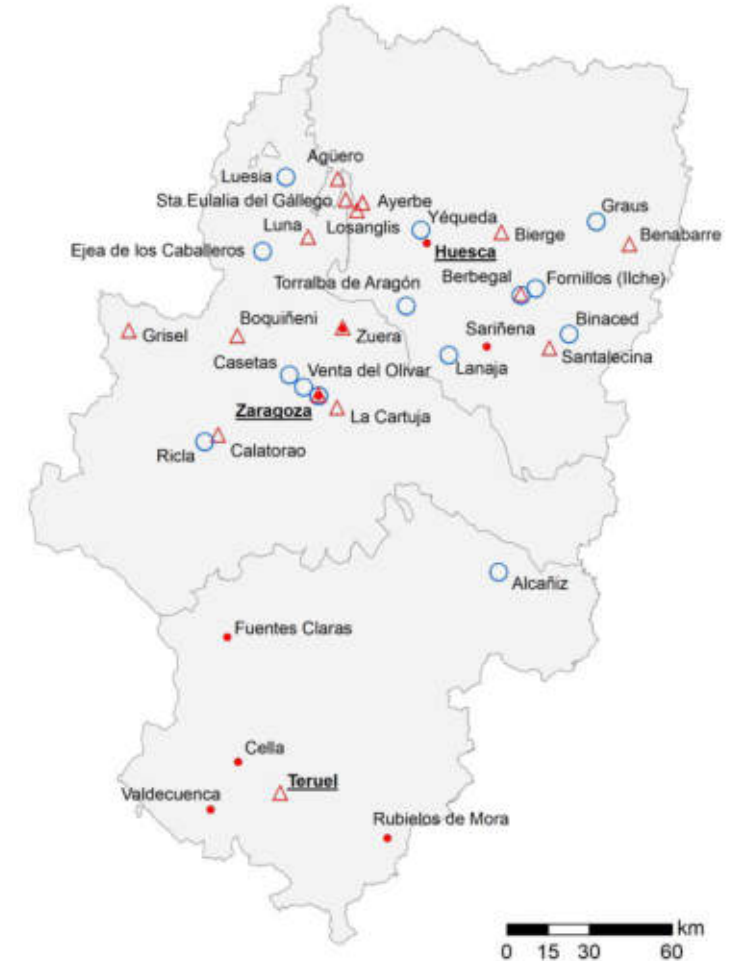 Agüero
Luesia
Sta.Eulalia del Gállego
Ayerbe
Graus
Luna
Losanglis
Yéqueda
Bierge
Benabarre
Ejea de los Caballeros
Huesca
Torralba de Aragón
Berbegal
Fornillos (Ilche)
Boquiñeni
Grisel
Zuera
Sariñena
Binaced
Casetas
Venta del Olivar
Lanaja
Santalecina
Zaragoza
La Cartuja
Ricla
Calatorao
Alcañiz
Fuentes Claras
Cella
Teruel
Valdecuenca
Rubielos de Mora
km
0 15 30 60